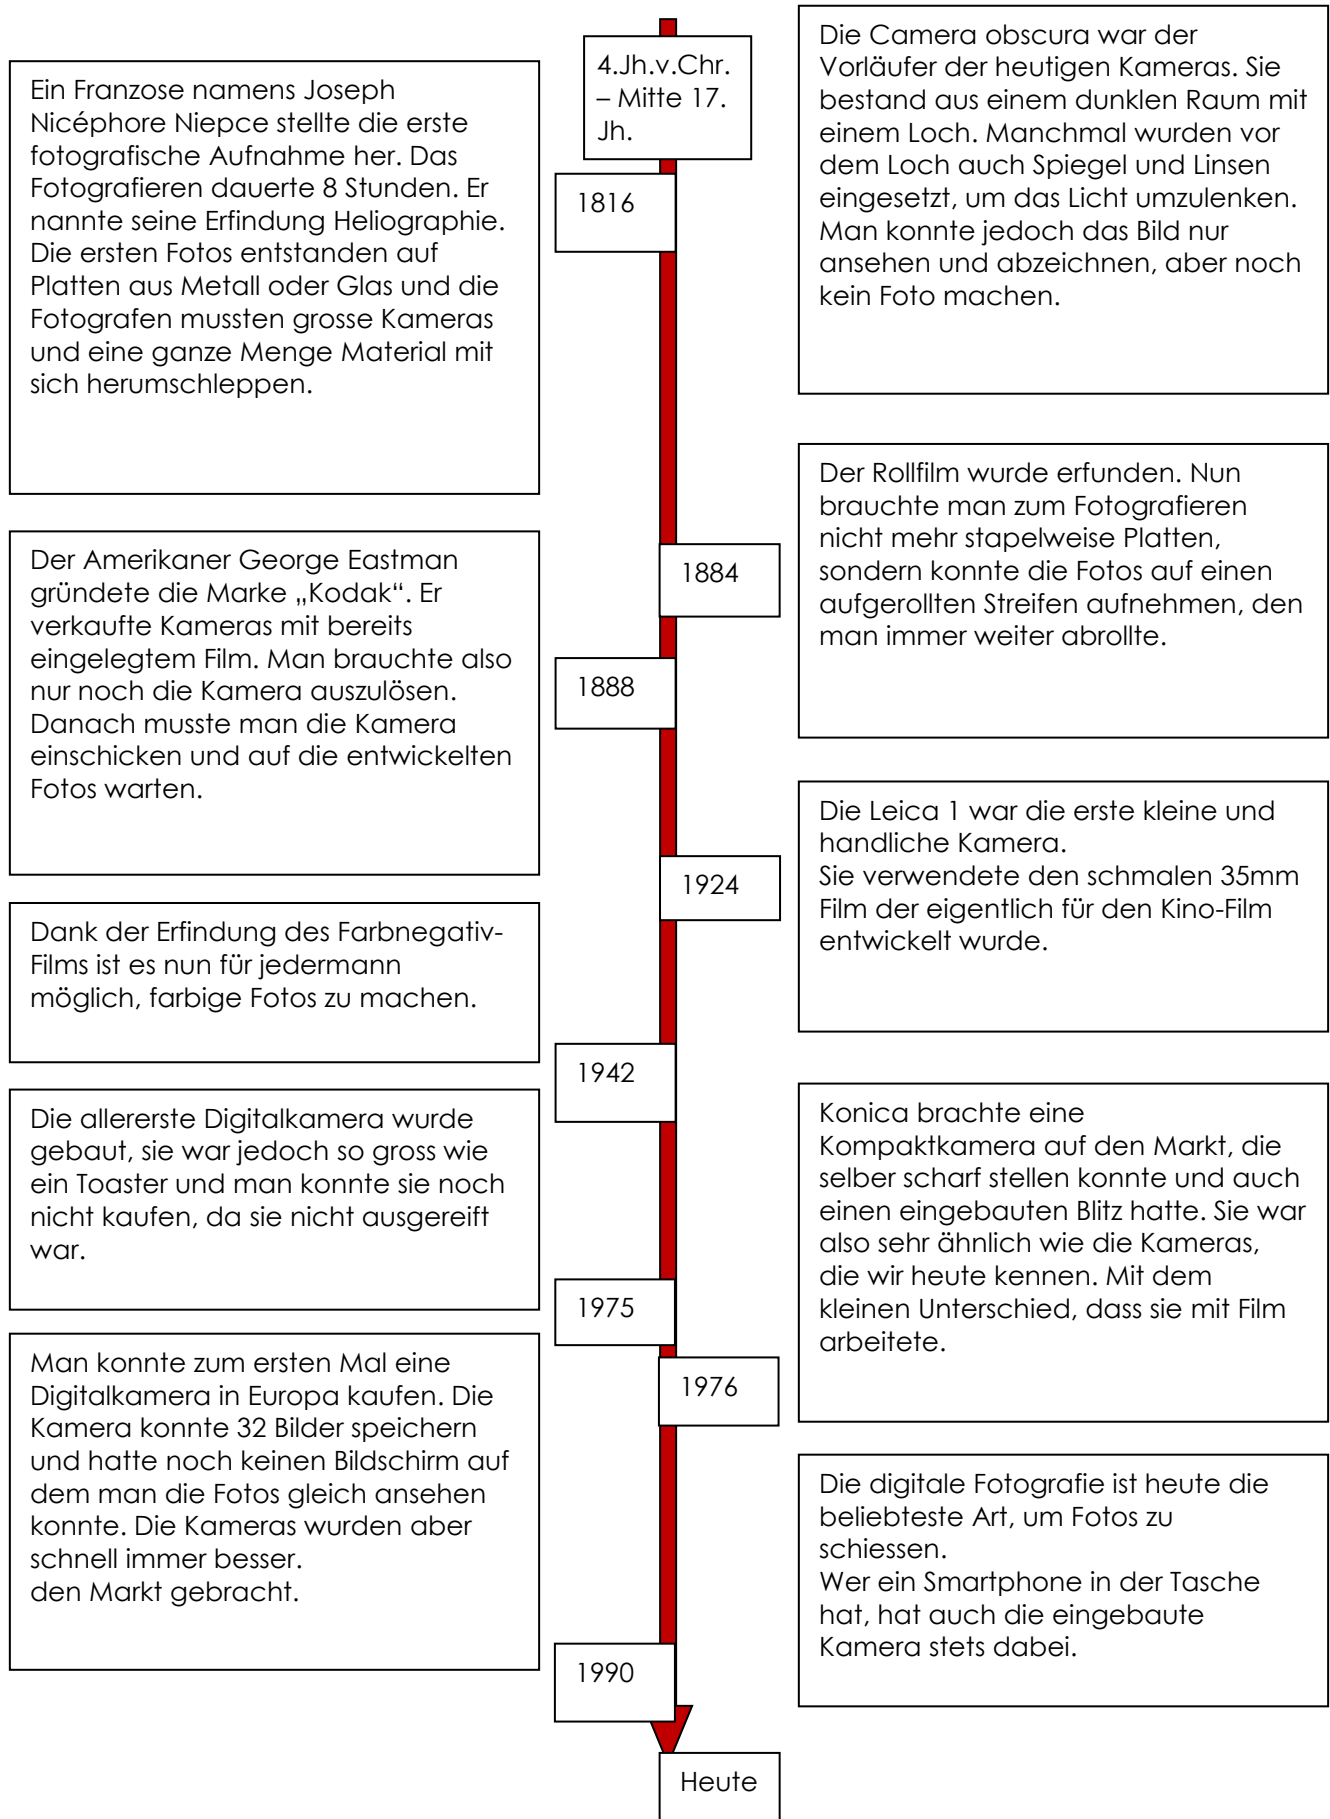 4.Jh.v.Chr.
– Mitte 17.
Jh.
Die Camera obscura war der
Vorläufer der heutigen Kameras. Sie
bestand aus einem dunklen Raum mit
einem Loch. Manchmal wurden vor
dem Loch auch Spiegel und Linsen
eingesetzt, um das Licht umzulenken.
Man konnte jedoch das Bild nur
ansehen und abzeichnen, aber noch
kein Foto machen.
Ein Franzose namens Joseph
Nicéphore Niepce stellte die erste
fotografische Aufnahme her. Das
Fotografieren dauerte 8 Stunden. Er
nannte seine Erfindung Heliographie.
Die ersten Fotos entstanden auf
Platten aus Metall oder Glas und die
Fotografen mussten grosse Kameras
und eine ganze Menge Material mit
sich herumschleppen.
1816
Der Rollfilm wurde erfunden. Nun
brauchte man zum Fotografieren
nicht mehr stapelweise Platten,
sondern konnte die Fotos auf einen
aufgerollten Streifen aufnehmen, den
man immer weiter abrollte.
1884
Der Amerikaner George Eastman
gründete die Marke „Kodak“. Er
verkaufte Kameras mit bereits
eingelegtem Film. Man brauchte also
nur noch die Kamera auszulösen.
Danach musste man die Kamera
einschicken und auf die entwickelten
Fotos warten.
1888
Die Leica 1 war die erste kleine und
handliche Kamera.
Sie verwendete den schmalen 35mm
Film der eigentlich für den Kino-Film
entwickelt wurde.
1924
Dank der Erfindung des Farbnegativ-
Films ist es nun für jedermann
möglich, farbige Fotos zu machen.
1942
Die allererste Digitalkamera wurde
gebaut, sie war jedoch so gross wie
ein Toaster und man konnte sie noch
nicht kaufen, da sie nicht ausgereift
war.
1975
Konica brachte eine
Kompaktkamera auf den Markt, die
selber scharf stellen konnte und auch
einen eingebauten Blitz hatte. Sie war
also sehr ähnlich wie die Kameras,
die wir heute kennen. Mit dem
kleinen Unterschied, dass sie mit Film
arbeitete.
1976
Man konnte zum ersten Mal eine
Digitalkamera in Europa kaufen. Die
Kamera konnte 32 Bilder speichern
und hatte noch keinen Bildschirm auf
dem man die Fotos gleich ansehen
konnte. Die Kameras wurden aber
schnell immer besser.
den Markt gebracht.
1990
Die digitale Fotografie ist heute die
beliebteste Art, um Fotos zu
schiessen.
Wer ein Smartphone in der Tasche
hat, hat auch die eingebaute
Kamera stets dabei.
Heute